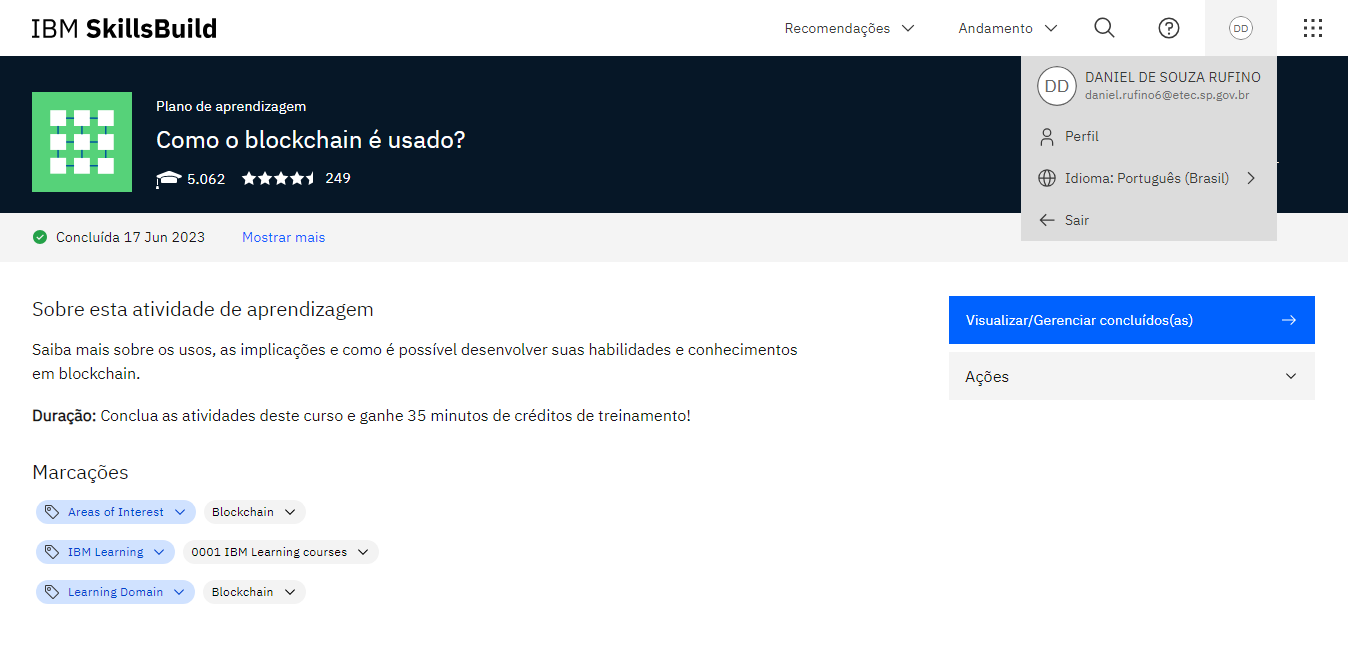 IBM SkillsBuild
Recomendações
Andamento
DD
DD
DANIEL DE SOUZA RUFINO
daniel.rufino6@etec.sp.gov.br
Perfil
Idioma: Português (Brasil)
Sair
Plano de aprendizagem
Como o blockchain é usado?
5.062
249
Concluída 17 Jun 2023
Mostrar mais
Sobre esta atividade de aprendizagem
Saiba mais sobre os usos, as implicações e como é possível desenvolver suas habilidades e conhecimentos
em blockchain.
Duração: Conclua as atividades deste curso e ganhe 35 minutos de créditos de treinamento!
Visualizar/Gerenciar concluídos(as)
Ações
Marcações
Areas of Interest
Blockchain
IBM Learning
0001 IBM Learning courses
Learning Domain
Blockchain